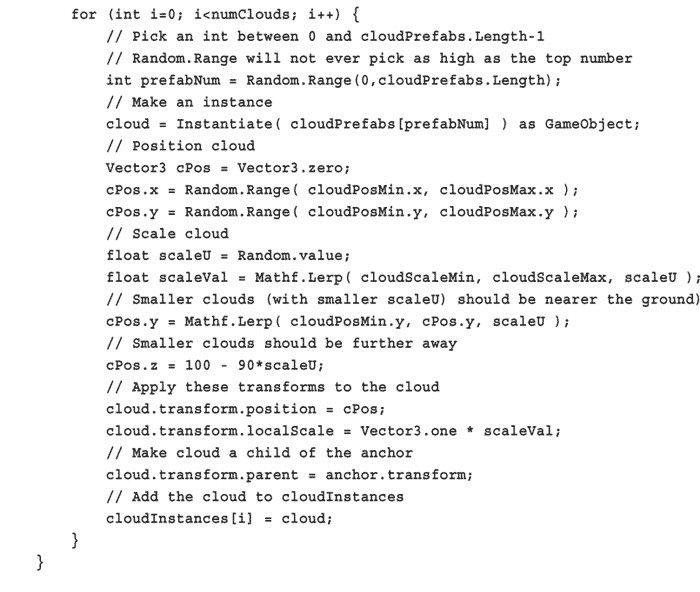 for (int i=0; i<numClouds; i++) {
// Pick an int between 0 and cloudPrefabs.Length-1
// Random.Range will not ever pick as high as the top number
int prefabNum = Random.Range(0,cloudPrefabs.Length);
// Make an instance
cloud = Instantiate( cloudPrefabs[prefabNum] ) as GameObject;
// Position cloud
Vector3 cPos = Vector3.zero;
cPos.x = Random.Range( cloudPosMin.x, cloudPosMax.x );
cPos.y = Random.Range( cloudPosMin.y, cloudPosMax.y );
// Scale cloud
float scaleU = Random.value;
float scaleVal = Mathf.Lerp( cloudScaleMin, cloudScaleMax, scaleU );
// Smaller clouds (with smaller scaleU) should be nearer the ground)
cPos.y = Mathf.Lerp( cloudPosMin.y, cPos.y, scaleU );
// Smaller clouds should be further away
cPos.z = 100 - 90*scaleU;
// Apply these transforms to the cloud
cloud.transform.position = cPos;
cloud.transform.localScale = Vector3.one * scaleVal;
// Make cloud a child of the anchor
cloud.transform.parent = anchor.transform;
// Add the cloud to cloudInstances
cloudInstances[i] = cloud;
}
}